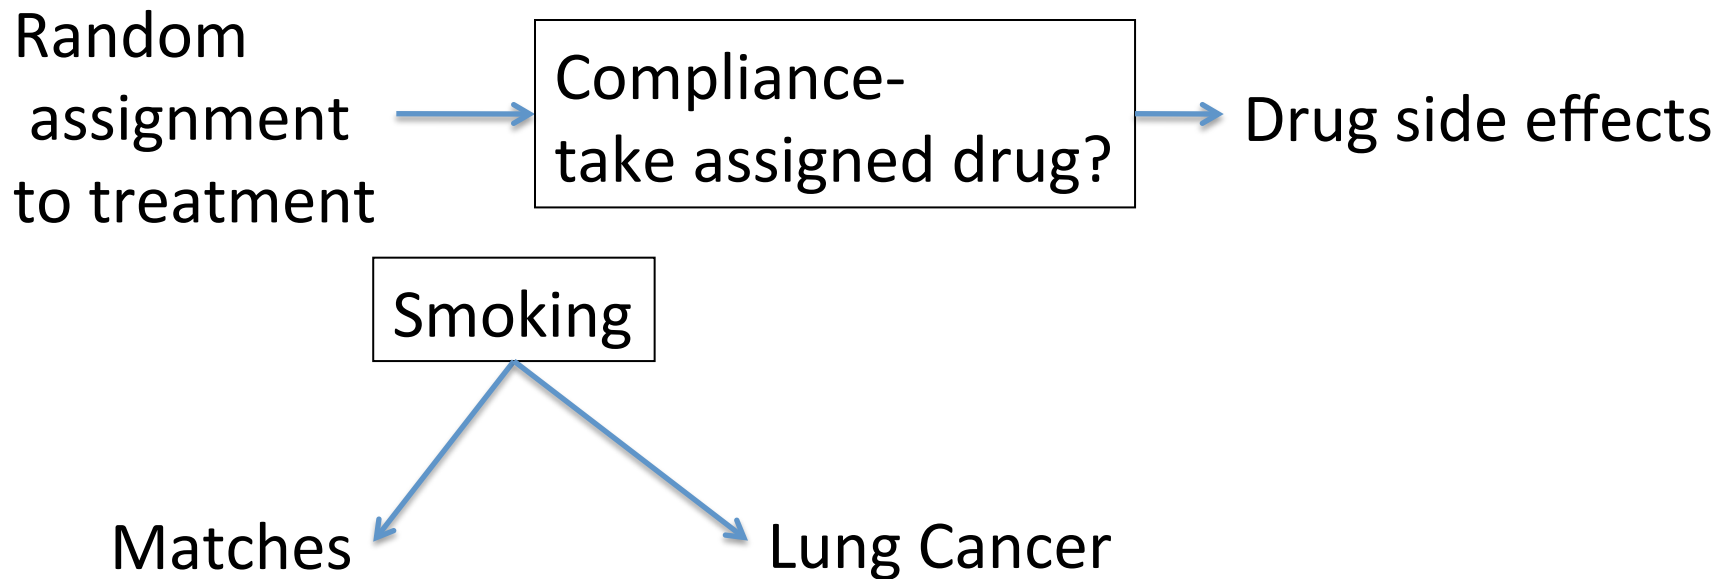 Random
assignment
to treatment
Compliance-
take assigned drug?
Drug side effects
Smoking
Matches
Lung Cancer